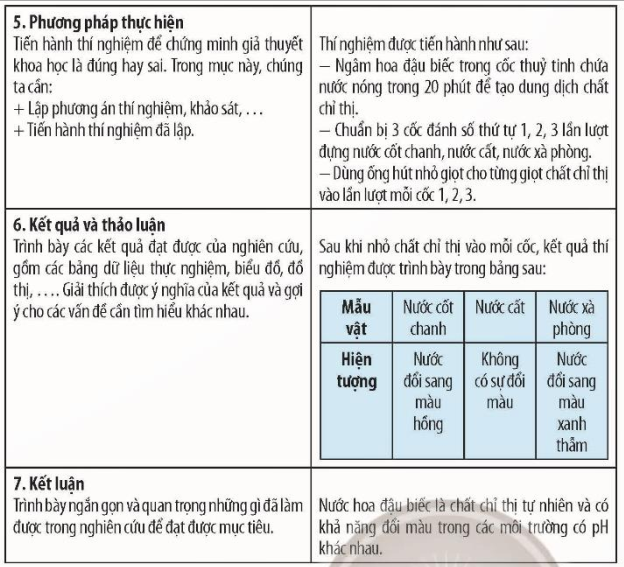 5. Phương pháp thực hiện
Tiến hành thí nghiệm để chứng minh giả thuyết
khoa học là đúng hay sai. Trong mục này, chúng
ta cần:
+ Lập phương án thí nghiệm, khảo sát, …
+ Tiến hành thí nghiệm đã lập.
Thí nghiệm được tiến hành như sau:
– Ngâm hoa đậu biếc trong cốc thuỷ tinh chứa
nước nóng trong 20 phút để tạo dung dịch chất
chỉ thị.
– Chuẩn bị 3 cốc đánh số thứ tự 1, 2, 3 lần lượt
đựng nước cốt chanh, nước cất, nước xà phòng.
– Dùng ống hút nhỏ giọt cho từng giọt chất chỉ thị
vào lần lượt mỗi cốc 1, 2, 3.
6. Kết quả và thảo luận
Trình bày các kết quả đạt được của nghiên cứu,
gồm các bảng dữ liệu thực nghiệm, biểu đồ, đồ
thị, …. Giải thích được ý nghĩa của kết quả và gợi
ý cho các vấn đề cần tìm hiểu khác nhau.
Sau khi nhỏ chất chỉ thị vào mỗi cốc, kết quả thí
nghiệm được trình bày trong bảng sau:
Mẫu
vật
Nước cốt
chanh
Nước cất
Nước xà
phòng
Hiện
tượng
Nước
đổi sang
màu
hồng
Không
có sự đổi
màu
Nước
đổi sang
màu
xanh
thẫm
7. Kết luận
Trình bày ngắn gọn và quan trọng những gì đã làm
được trong nghiên cứu để đạt được mục tiêu.
Nước hoa đậu biếc là chất chỉ thị tự nhiên và có
khả năng đổi màu trong các môi trường có pH
khác nhau.